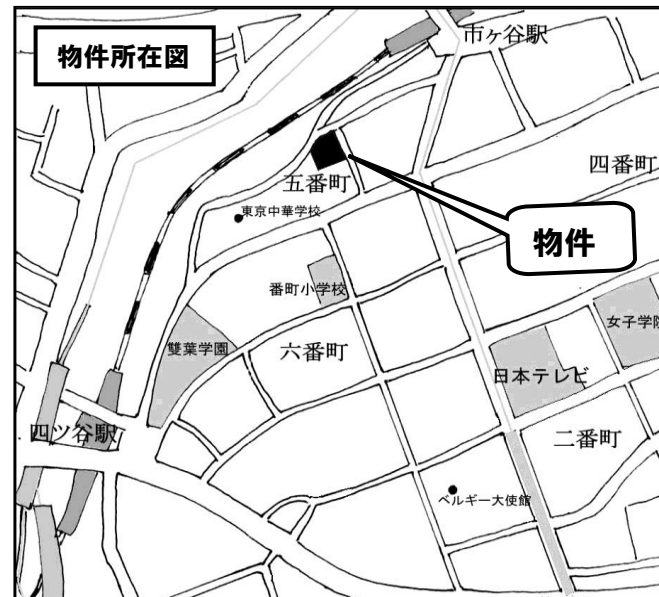 物件所在図
市ヶ谷駅
四番町
五番町
物件
東京中華学校
番町小学校
女子学院
雙葉学園
六番町
日本テレビ
四ツ谷駅
二番町
ベルギー大使館